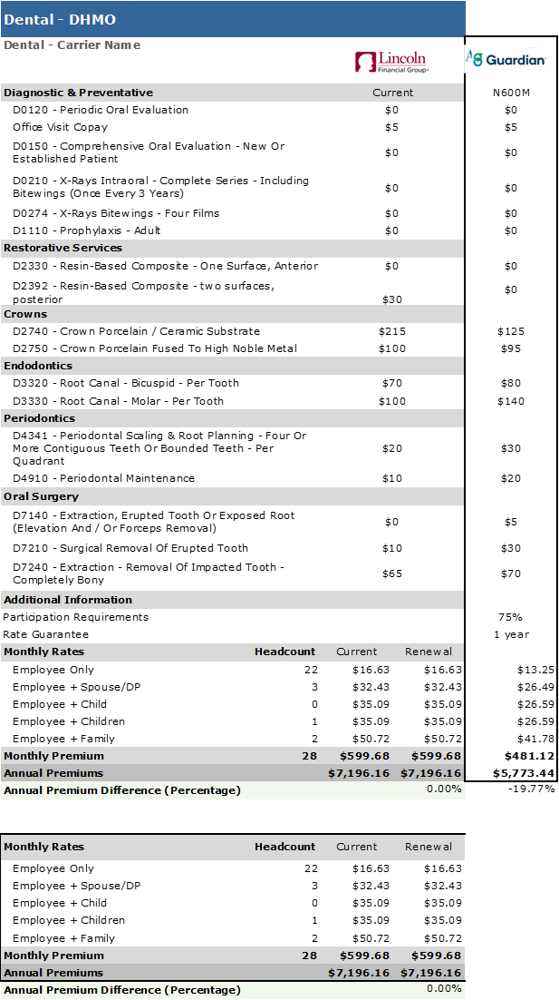 Dental - DHMO
Dental - Carrier Name
Lincoln
Financial Group®
Guardian
Diagnostic & Preventative Current N600M
D0120 - Periodic Oral Evaluation $0 $0
Office Visit Copay $5 $5
D0150 - Comprehensive Oral Evaluation - New Or
Established Patient $0 $0
D0210 - X-Rays Intraoral - Complete Series - Including
Bitewings (Once Every 3 Years) $0 $0
D0274 - X-Rays Bitewings - Four Films $0 $0
D1110 - Prophylaxis - Adult $0 $0
Restorative Services
D2330 - Resin-Based Composite - One Surface, Anterior $0 $0
D2392 - Resin-Based Composite - two surfaces,
posterior $30 $0
Crowns
D2740 - Crown Porcelain / Ceramic Substrate $215 $125
D2750 - Crown Porcelain Fused To High Noble Metal $100 $95
Endodontics
D3320 - Root Canal - Bicuspid - Per Tooth $70 $80
D3330 - Root Canal - Molar - Per Tooth $100 $140
Periodontics
D4341 - Periodontal Scaling & Root Planning - Four Or
More Contiguous Teeth Or Bounded Teeth - Per $20 $30
Quadrant
D4910 - Periodontal Maintenance $10 $20
Oral Surgery
D7140 - Extraction, Erupted Tooth Or Exposed Root
(Elevation And / Or Forceps Removal) $0 $5
D7210 - Surgical Removal Of Erupted Tooth $10 $30
D7240 - Extraction - Removal Of Impacted Tooth -
Completely Bony $65 $70
Additional Information
Participation Requirements 75%
Rate Guarantee 1 year
Monthly Rates Headcount Current Renewal
Employee Only 22 $16.63 $16.63 $13.25
Employee + Spouse/DP 3 $32.43 $32.43 $26.49
Employee + Child 0 $35.09 $35.09 $26.59
Employee + Children 1 $35.09 $35.09 $26.59
Employee + Family 2 $50.72 $50.72 $41.78
Monthly Premium 28 $599.68 $599.68 $481.12
Annual Premiums $7,196.16 $7,196.16 $5,773.44
Annual Premium Difference (Percentage) 0.00% -19.77%
Monthly Rates Headcount Current Renewal
Employee Only 22 $16.63 $16.63
Employee + Spouse/DP 3 $32.43 $32.43
Employee + Child 0 $35.09 $35.09
Employee + Children 1 $35.09 $35.09
Employee + Family 2 $50.72 $50.72
Monthly Premium 28 $599.68 $599.68
Annual Premiums $7,196.16 $7,196.16
Annual Premium Difference (Percentage) 0.00%